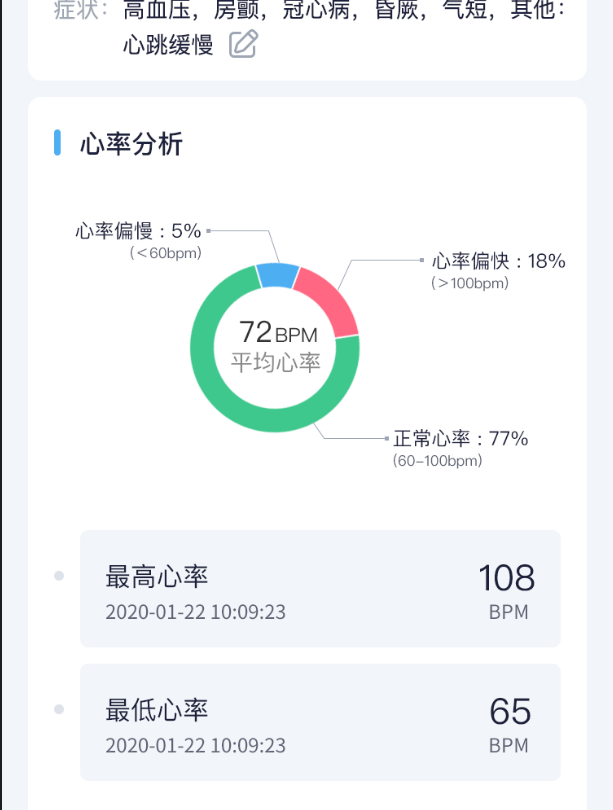 症状：高血压，房颤，冠心病，昏厥，气短，其他：
心跳缓慢
心率分析
心率偏慢：5%
(<60bpm)
心率偏快：18%
(>100bpm)
72BPM
平均心率
正常心率：77%
(60-100bpm)
最高心率
108
2020-01-22 10:09:23
BPM
最低心率
65
2020-01-22 10:09:23
BPM